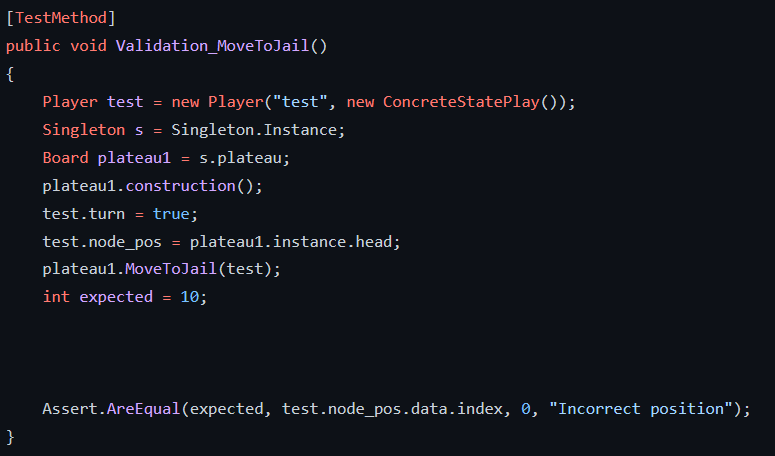 [TestMethod]
public void Validation_MoveToJail()
{
    Player test = new Player("test", new ConcreteStatePlay());
    Singleton s = Singleton.Instance;
    Board plateau1 = s.plateau;
    plateau1.construction();
    test.turn = true;
    test.node_pos = plateau1.instance.head;
    plateau1.MoveToJail(test);
    int expected = 10;
    Assert.AreEqual(expected, test.node_pos.data.index, 0, "Incorrect position");
}